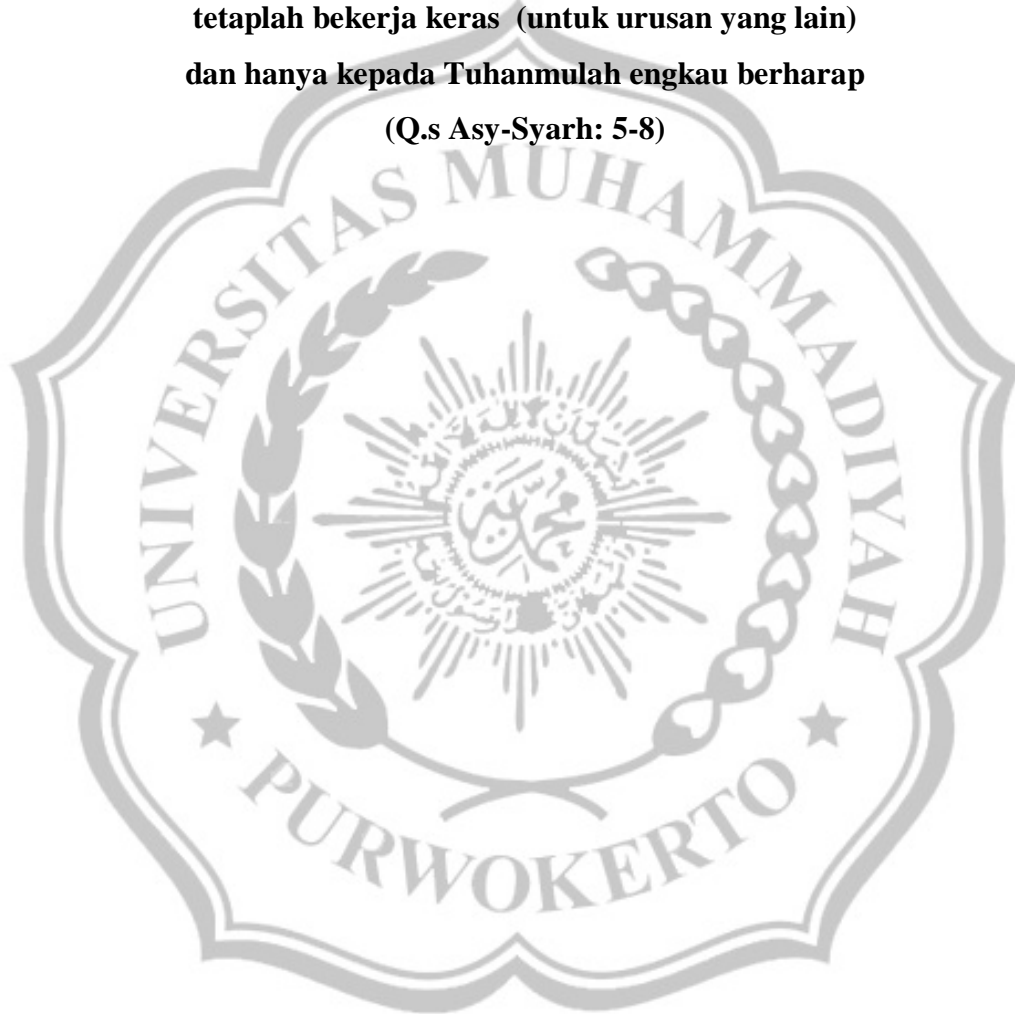 tetaplah bekerja keras (untuk urusan yang lain)
dan hanya kepada Tuhanmulah engkau berharap
(Q.s Asy-Syarh: 5-8)
UNIVERSITAS MUHAMMADIYAH
PURWOKERTO